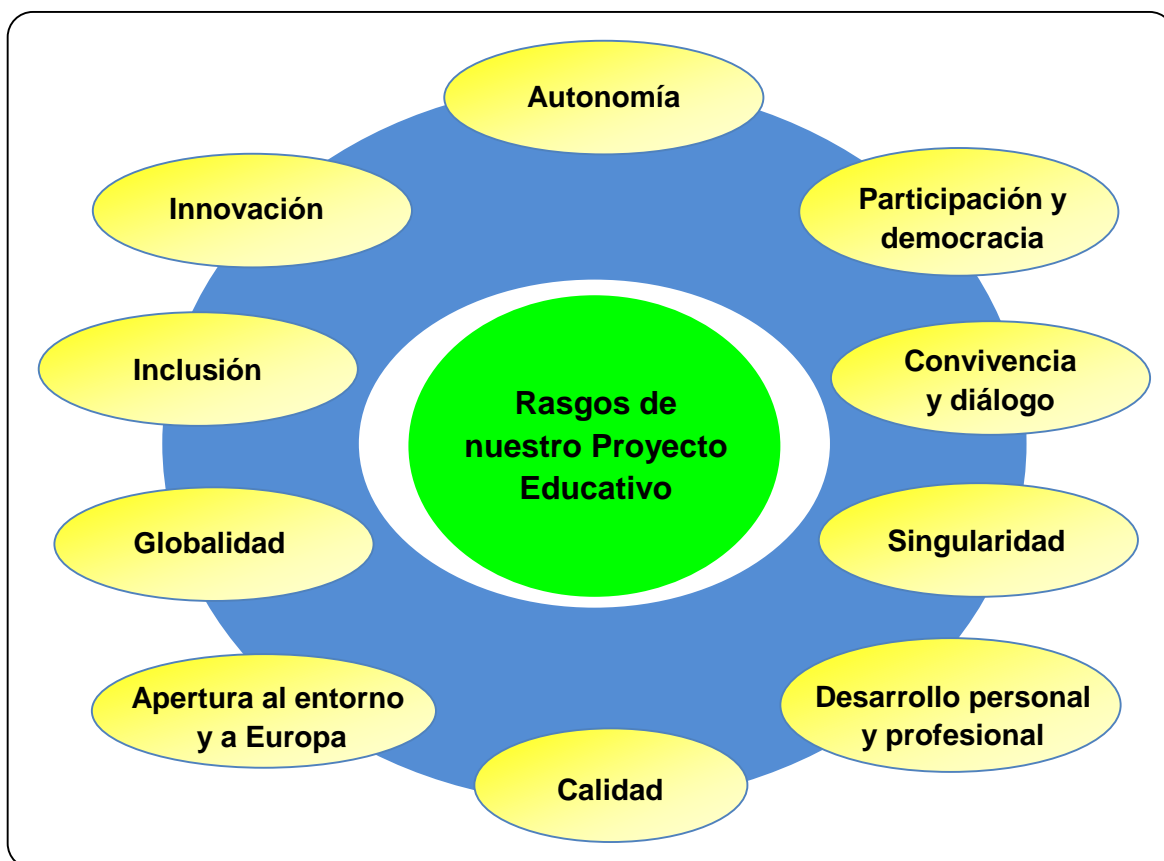 Autonomía
Participación y
democracia
Convivencia
y diálogo
Singularidad
Desarrollo personal
y profesional
Calidad
Apertura al entorno
y a Europa
Globalidad
Inclusión
Innovación
Rasgos de
nuestro Proyecto
Educativo